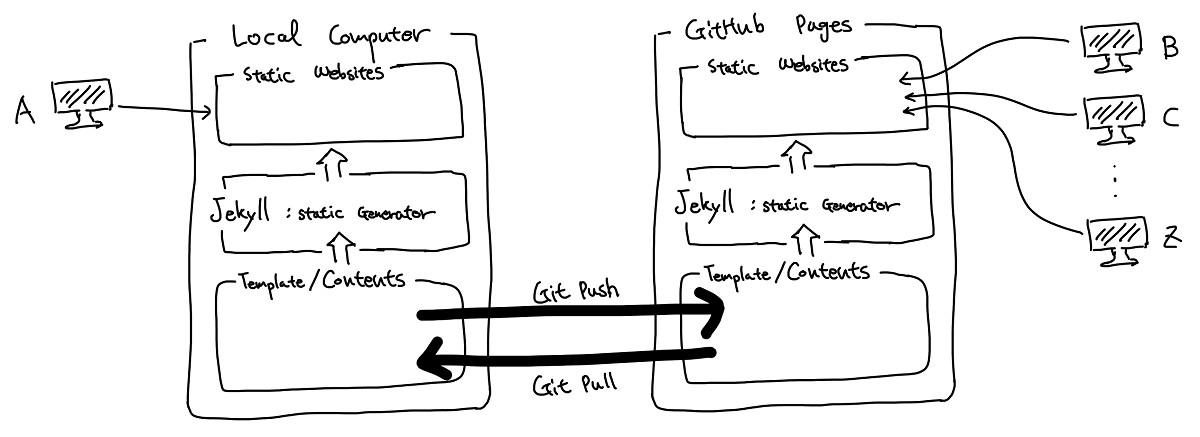 Local Computer
Static Websites
A
Jekyll : Static Generator
Template/Contents
Git Push
Git Pull
GitHub Pages
Static Websites
Jekyll : Static Generator
Template/Contents
B
C
Z